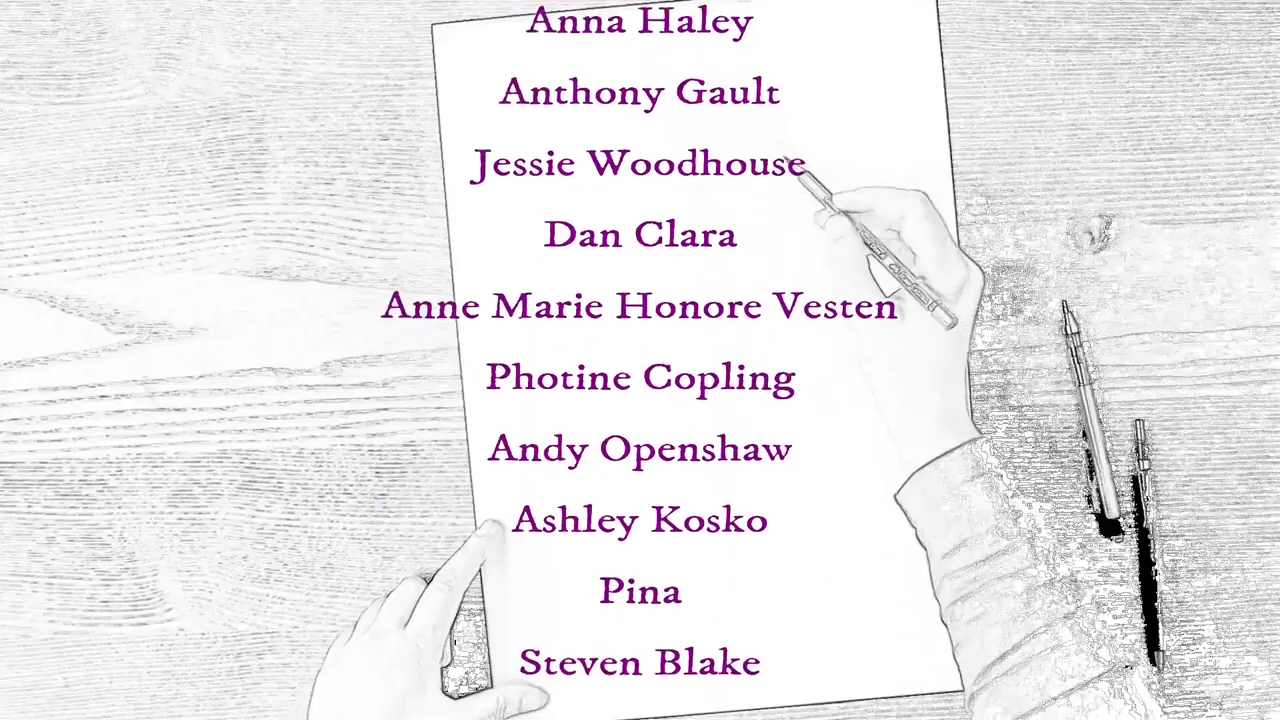 Anna Haley
Anthony Gault
Jessie Woodhouse
Dan Clara
Anne Marie Honore Vesten
Photine Copling
Andy Openshaw
Ashley Kosko
Pina
Steven Blake